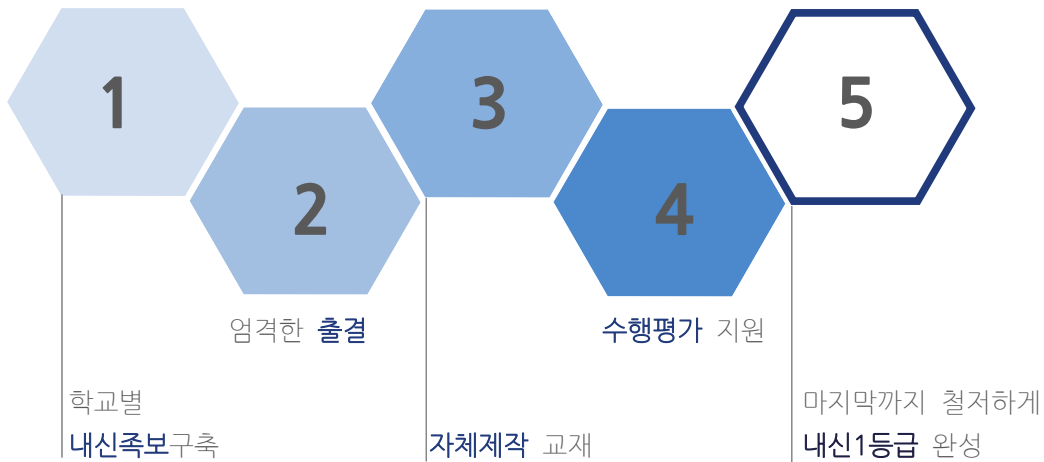 1
2
3
4
5
엄격한 출결
수행평가 지원
학교별
내신족보구축
자체제작 교재
마지막까지 철저하게
내신1등급 완성